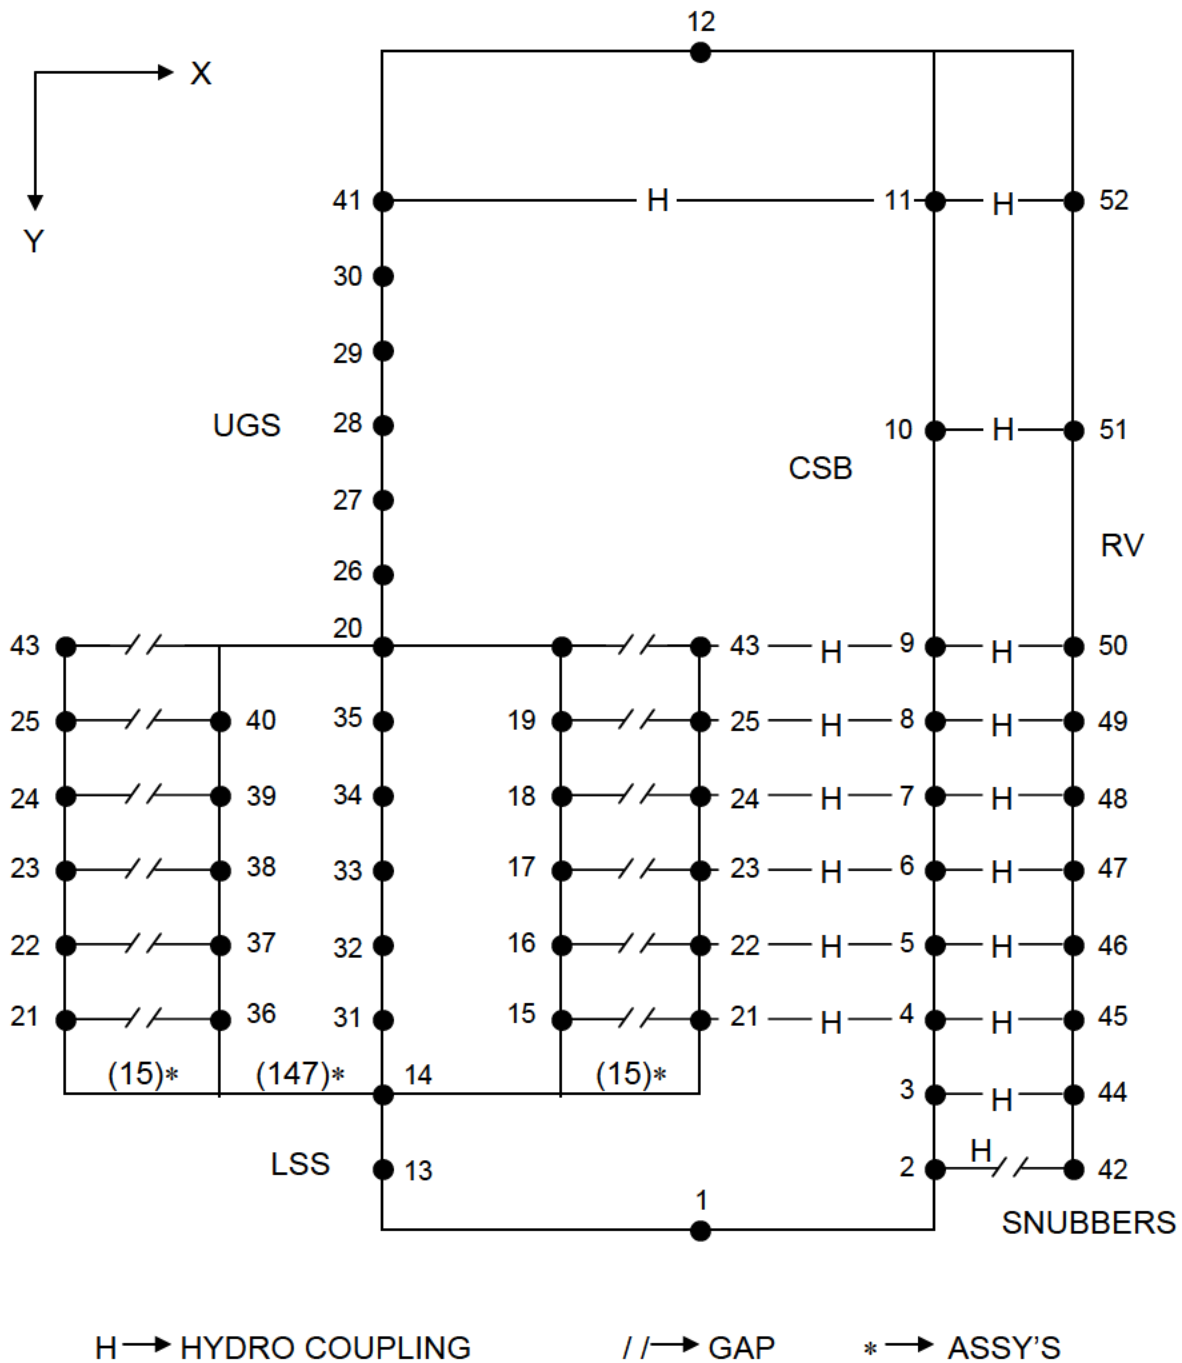 12
X
41 H 11 H 52
Y
30
29
UGS 28 10 H 51
CSB
27
RV
26
20
43 // // 43 H 9 H 50
25 // 40 35 19 // 25 H 8 H 49
24 // 39 34 18 // 24 H 7 H 48
23 // 38 33 17 // 23 H 6 H 47
22 // 37 32 16 // 22 H 5 H 46
21 // 36 31 15 // 21 H 4 H 45
(15)* (147)* 14 (15)*
3 H 44
LSS 13 2 H // 42
1
SNUBBERS
H → HYDRO COUPLING / / → GAP * → ASSY'S